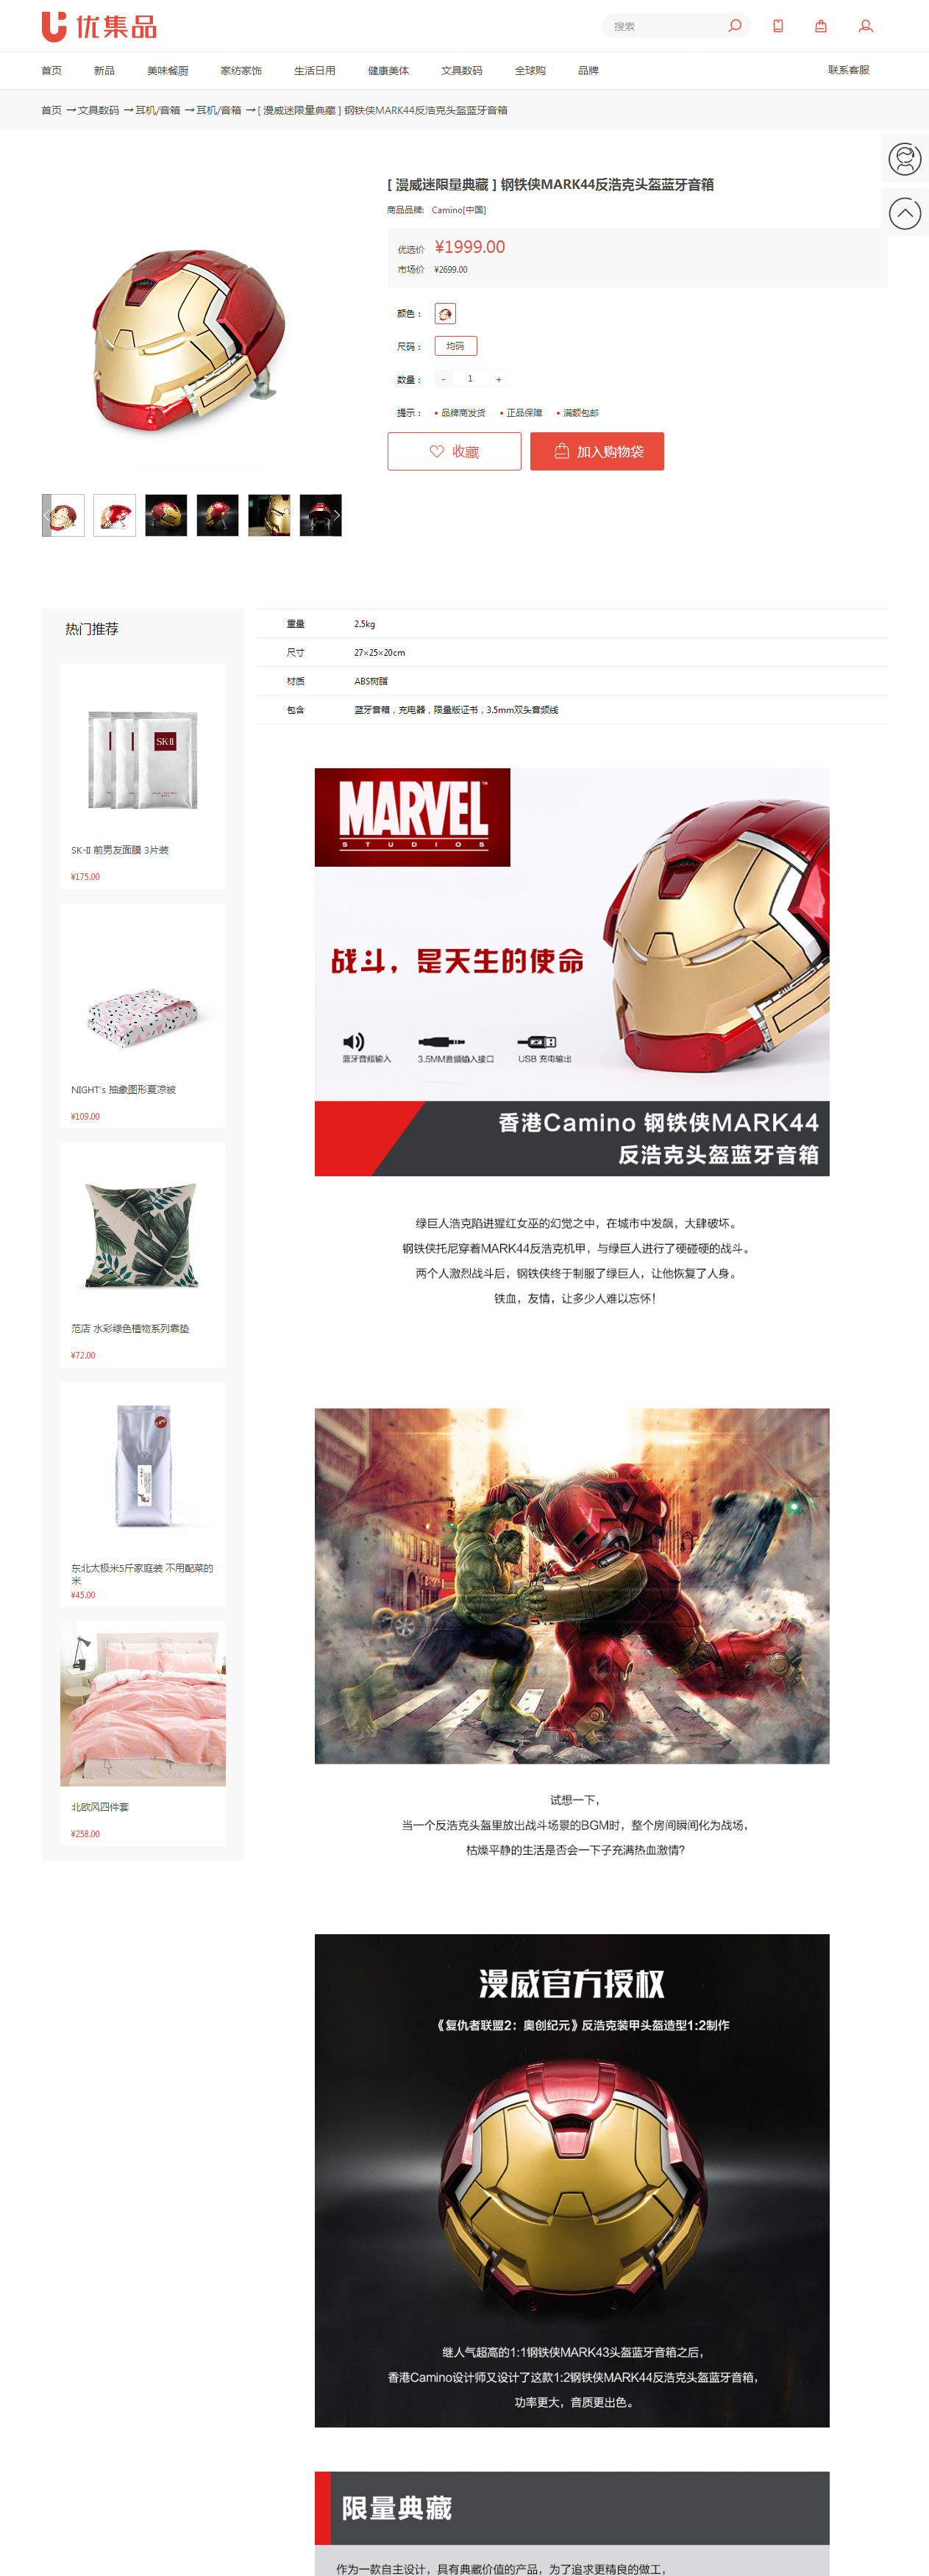 优集品
搜索
首页 新品 美味餐厨 家纺家饰 生活日用 健康美体 文具数码 全球购 品牌 联系客服
首页 → 文具数码 → 耳机/音箱 → 耳机/音箱 → [ 漫威迷限量典藏 ] 钢铁侠MARK44反浩克头盔蓝牙音箱
[ 漫威迷限量典藏 ] 钢铁侠MARK44反浩克头盔蓝牙音箱
商品品牌: Camino[中国]
优选价 ¥1999.00
市场价 ¥2699.00
颜色：
尺码： 均码
数量： - 1 +
提示： • 品牌商发货 • 正品保障 • 满额包邮
收藏 加入购物袋
热门推荐
SK-II
SK-II 前男友面膜 3片装
¥175.00
NIGHT's 抽象图形夏凉被
¥109.00
范店 水彩绿色植物系列靠垫
¥72.00
东北太极米5斤家庭装 不用配菜的
米
¥45.00
北欧风四件套
¥258.00
重量 2.5kg
尺寸 27×25×20cm
材质 ABS树脂
包含 蓝牙音箱，充电器，限量版证书，3.5mm双头音频线
MARVEL
STUDIOS
战斗，是天生的使命
蓝牙音频输入 3.5MM音频输入接口 USB 充电输出
香港Camino 钢铁侠MARK44
反浩克头盔蓝牙音箱
绿巨人浩克陷进猩红女巫的幻觉之中，在城市中发飙，大肆破坏。
钢铁侠托尼穿着MARK44反浩克机甲，与绿巨人进行了硬碰硬的战斗。
两个人激烈战斗后，钢铁侠终于制服了绿巨人，让他恢复了人身。
铁血，友情，让多少人难以忘怀！
试想一下，
当一个反浩克头盔里放出战斗场景的BGM时，整个房间瞬间化为战场，
枯燥平静的生活是否会一下子充满热血激情？
漫威官方授权
《复仇者联盟2：奥创纪元》反浩克装甲头盔造型1:2制作
继人气超高的1:1钢铁侠MARK43头盔蓝牙音箱之后，
香港Camino设计师又设计了这款1:2钢铁侠MARK44反浩克头盔蓝牙音箱，
功率更大，音质更出色。
限量典藏
作为一款自主设计，具有典藏价值的产品，为了追求更精良的做工，